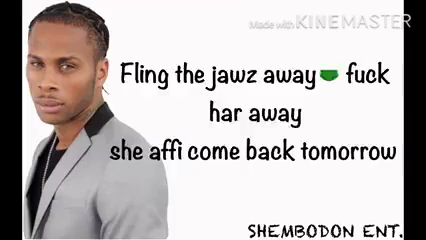 Made with KINEMASTER
Fling the jawz away fuck
har away
she affi come back tomorrow
SHEMBODON ENT.